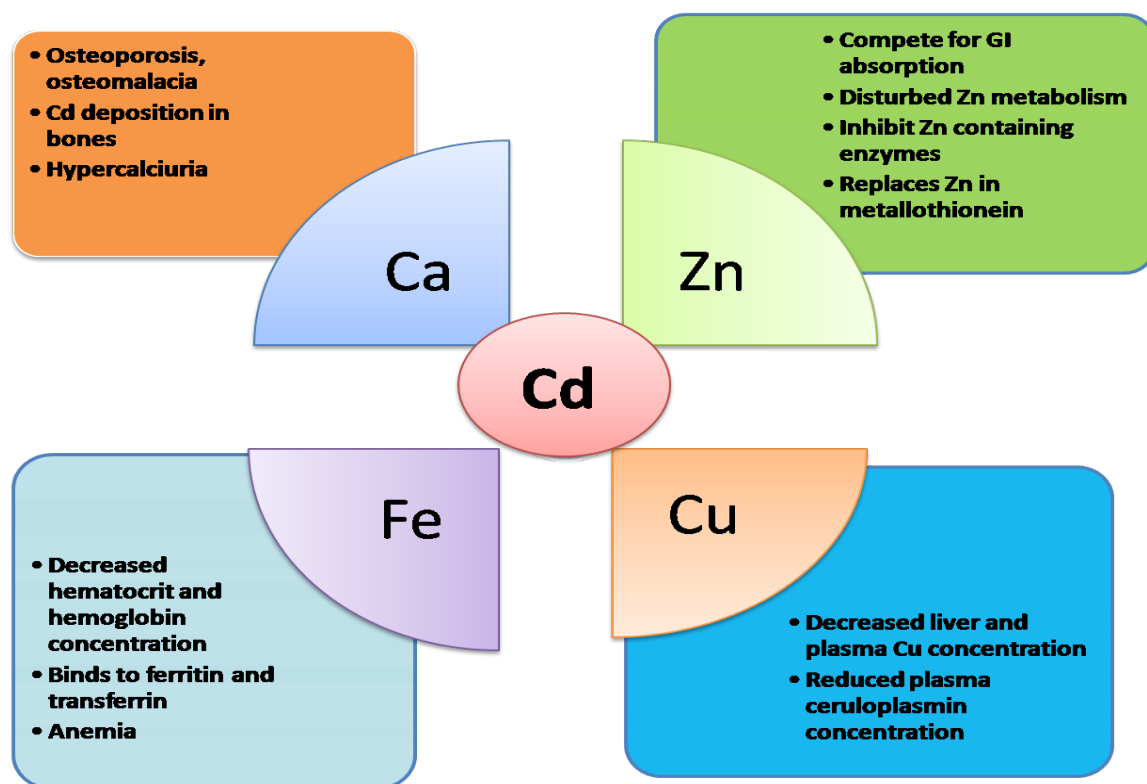 • Osteoporosis,
osteomalacia
• Cd deposition in
bones
• Hypercalciuria
• Compete for GI
absorption
• Disturbed Zn metabolism
• Inhibit Zn containing
enzymes
• Replaces Zn in
metallothionein
Ca
Zn
Cd
Fe
Cu
• Decreased
hematocrit and
hemoglobin
concentration
• Binds to ferritin and
transferrin
• Anemia
• Decreased liver and
plasma Cu concentration
• Reduced plasma
ceruloplasmin
concentration